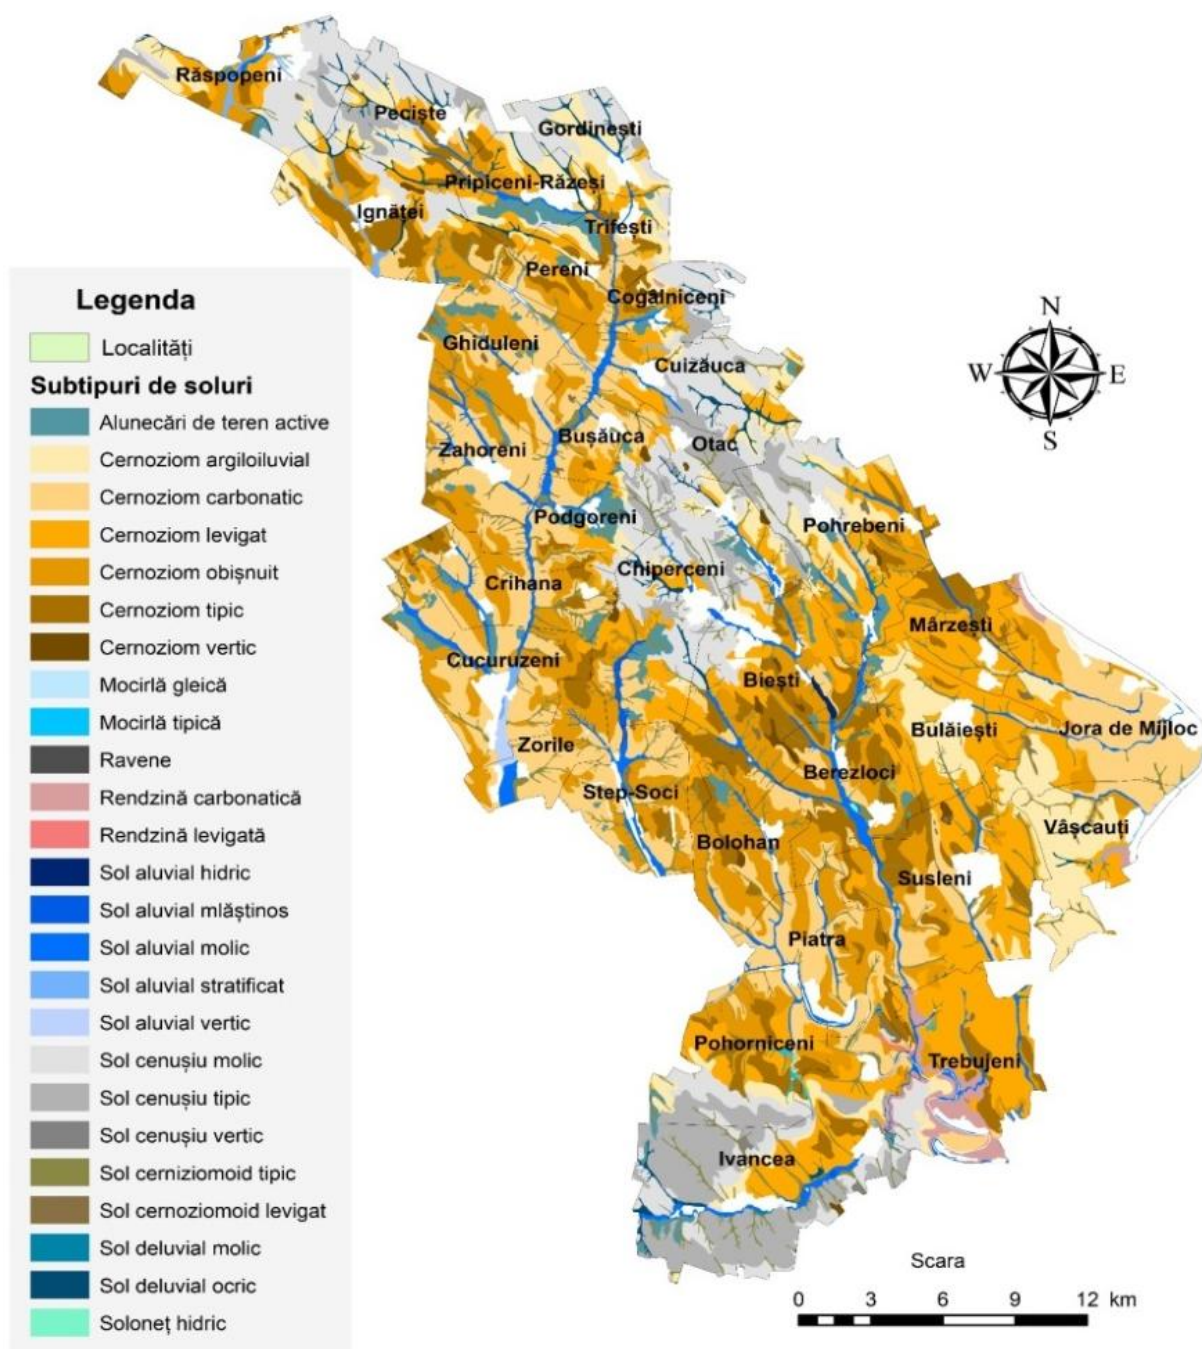 Răspopeni
Peciște
Gordinești
Pripiceni-Răzeși
Ignăței
Trifești
Pereni
Cogâlniceni
Ghiduleni
Cuizăuca
Bușăuca
Otac
Zahoreni
Podgoreni
Pohrebeni
Chiperceni
Crihana
Mârzești
Cucuruzeni
Biești
Bulăiești
Jora de Mijloc
Zorile
Berezloci
Step-Soci
Vâșcauți
Bolohan
Susleni
Piatra
Pohorniceni
Trebujeni
Ivancea
N
W
E
S
Legenda
Localități
Subtipuri de soluri
Alunecări de teren active
Cernoziom argiloiluvial
Cernoziom carbonatic
Cernoziom levigat
Cernoziom obișnuit
Cernoziom tipic
Cernoziom vertic
Mocirlă gleică
Mocirlă tipică
Ravene
Rendzină carbonatică
Rendzină levigată
Sol aluvial hidric
Sol aluvial mlăștinos
Sol aluvial molic
Sol aluvial stratificat
Sol aluvial vertic
Sol cenușiu molic
Sol cenușiu tipic
Sol cenușiu vertic
Sol cerniziomoid tipic
Sol cernoziomoid levigat
Sol deluvial molic
Sol deluvial ocric
Soloneț hidric
Scara
0 3 6 9 12 km